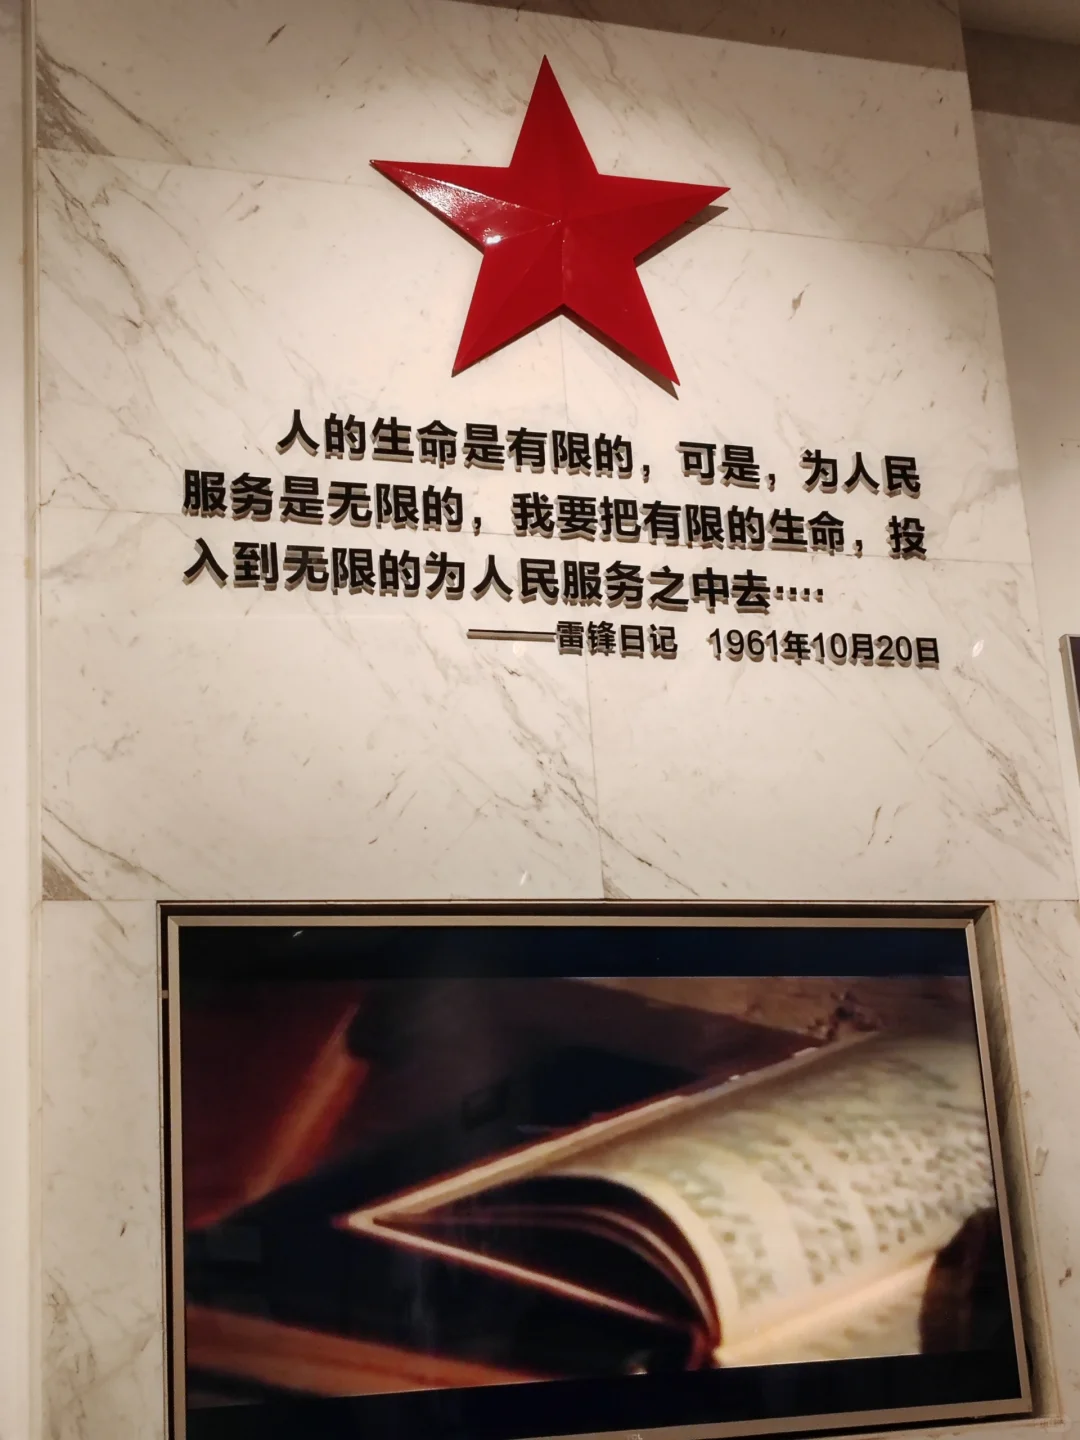 人的生命是有限的，可是，为人民
服务是无限的，我要把有限的生命，投
入到无限的为人民服务之中去····
——雷锋日记 1961年10月20日